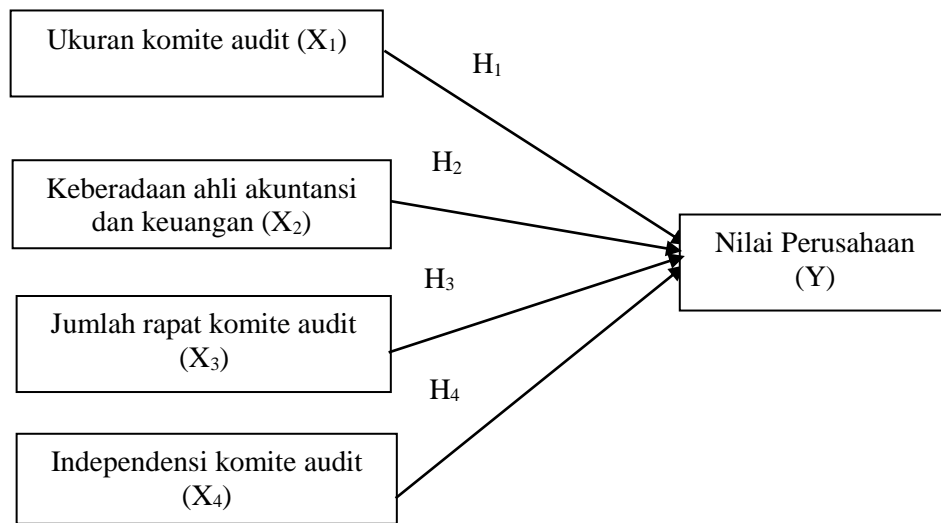 Ukuran komite audit (X₁)
H₁
Keberadaan ahli akuntansi
dan keuangan (X₂)
H₂
Jumlah rapat komite audit
(X₃)
H₃
Independensi komite audit
(X₄)
H₄
Nilai Perusahaan
(Y)